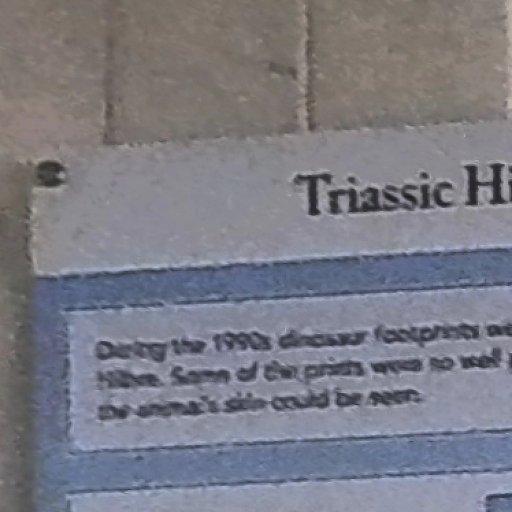 Triassic Hi
During the 1990s dinosaur footprints we
Hilbre. Some of the prints were so well
the animal's skin could be seen.